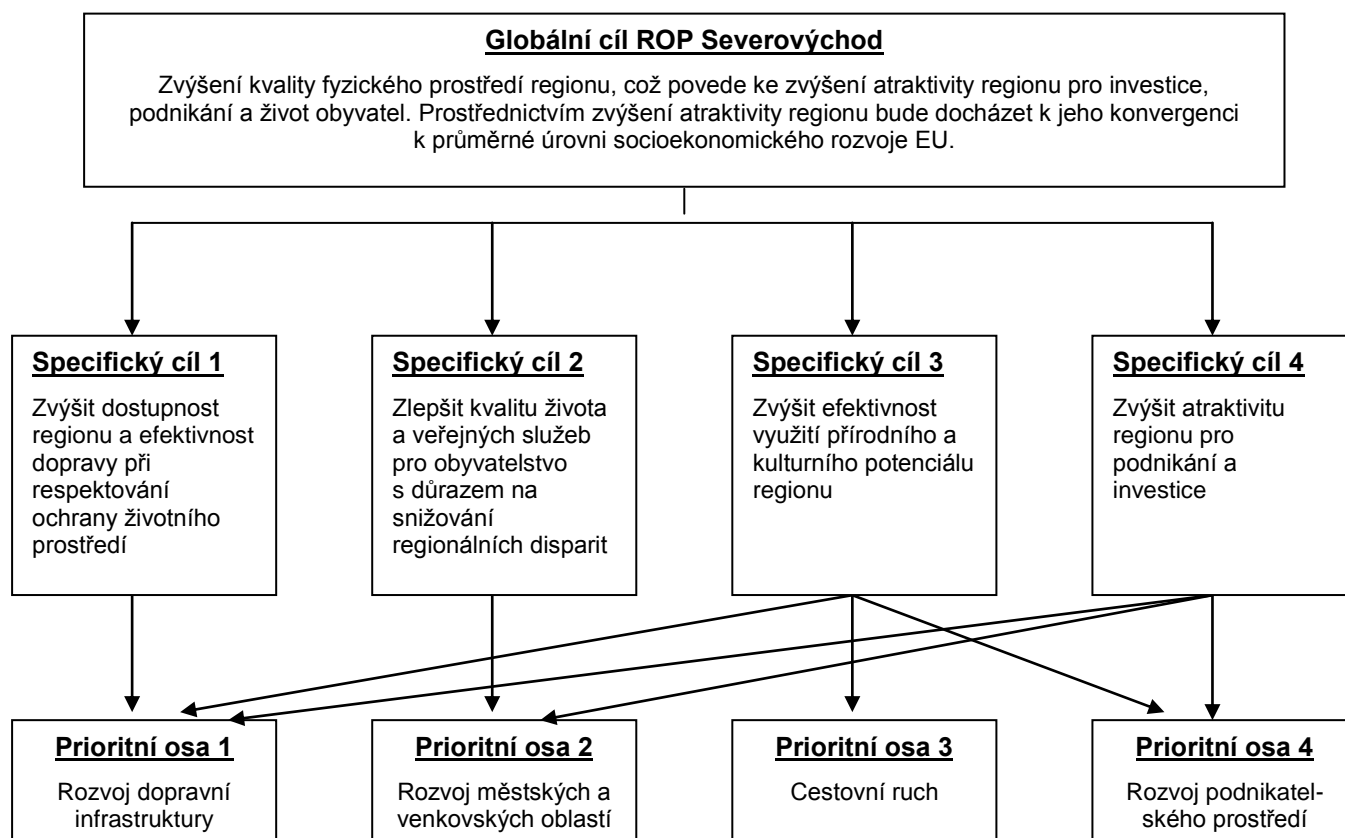 Globální cíl ROP Severovýchod
Zvýšení kvality fyzického prostředí regionu, což povede ke zvýšení atraktivity regionu pro investice,
podnikání a život obyvatel. Prostřednictvím zvýšení atraktivity regionu bude docházet k jeho konvergenci
k průměrné úrovni socioekonomického rozvoje EU.
Specifický cíl 1
Zvýšit dostupnost
regionu a efektivnost
dopravy při
respektování
ochrany životního
prostředí
Specifický cíl 2
Zlepšit kvalitu života
a veřejných služeb
pro obyvatelstvo
s důrazem na
snižování
regionálních disparit
Specifický cíl 3
Zvýšit efektivnost
využití přírodního a
kulturního potenciálu
regionu
Specifický cíl 4
Zvýšit atraktivitu
regionu pro
podnikání a
investice
Prioritní osa 1
Rozvoj dopravní
infrastruktury
Prioritní osa 2
Rozvoj městských a
venkovských oblastí
Prioritní osa 3
Cestovní ruch
Prioritní osa 4
Rozvoj podnikatel-
ského prostředí